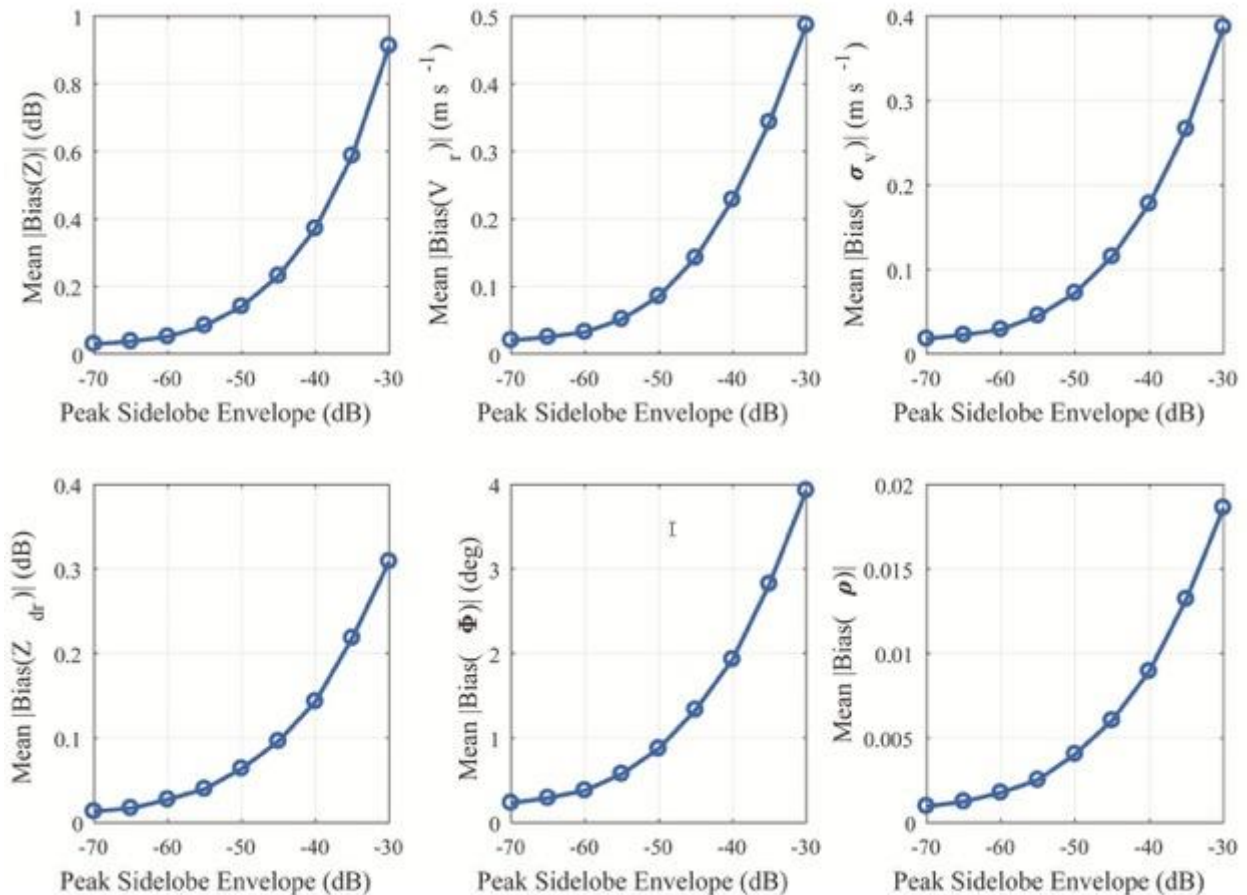 Mean |Bias(Z)| (dB)
1
0.8
0.6
0.4
0.2
0
-70 -60 -50 -40 -30
Peak Sidelobe Envelope (dB)
Mean |Bias(V r)| (m s -1)
0.5
0.4
0.3
0.2
0.1
0
-70 -60 -50 -40 -30
Peak Sidelobe Envelope (dB)
Mean |Bias( σ v)| (m s -1)
0.4
0.3
0.2
0.1
0
-70 -60 -50 -40 -30
Peak Sidelobe Envelope (dB)
Mean |Bias(Z dr)| (dB)
0.4
0.3
0.2
0.1
0
-70 -60 -50 -40 -30
Peak Sidelobe Envelope (dB)
Mean |Bias( Φ)| (deg)
4
3
2
1
0
-70 -60 -50 -40 -30
Peak Sidelobe Envelope (dB)
Mean |Bias( ρ)|
0.02
0.015
0.01
0.005
0
-70 -60 -50 -40 -30
Peak Sidelobe Envelope (dB)